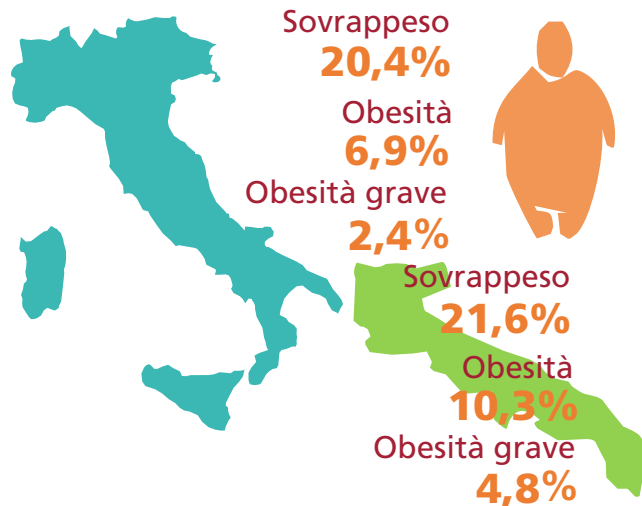 Sovrappeso
20,4%
Obesità
6,9%
Obesità grave
2,4%
Sovrappeso
21,6%
Obesità
10,3%
Obesità grave
4,8%